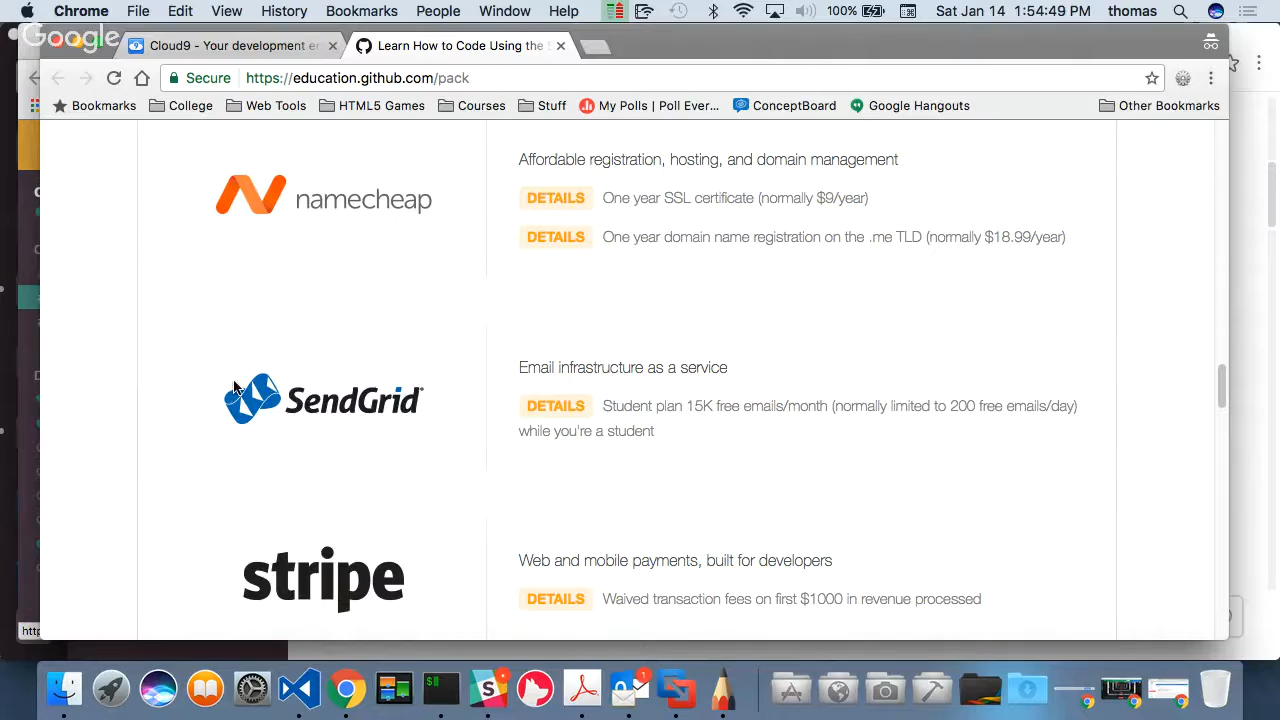 Chrome File Edit View History Bookmarks People Window Help 100% Sat Jan 14 1:54:49 PM thomas
Google
Cloud9 - Your development en
Learn How to Code Using the
Secure https://education.github.com/pack
Bookmarks College Web Tools HTML5 Games Courses Stuff My Polls | Poll Ever... ConceptBoard Google Hangouts Other Bookmarks
namecheap
Affordable registration, hosting, and domain management
DETAILS One year SSL certificate (normally $9/year)
DETAILS One year domain name registration on the .me TLD (normally $18.99/year)
SendGrid
Email infrastructure as a service
DETAILS Student plan 15K free emails/month (normally limited to 200 free emails/day)
while you're a student
stripe
Web and mobile payments, built for developers
DETAILS Waived transaction fees on first $1000 in revenue processed
http